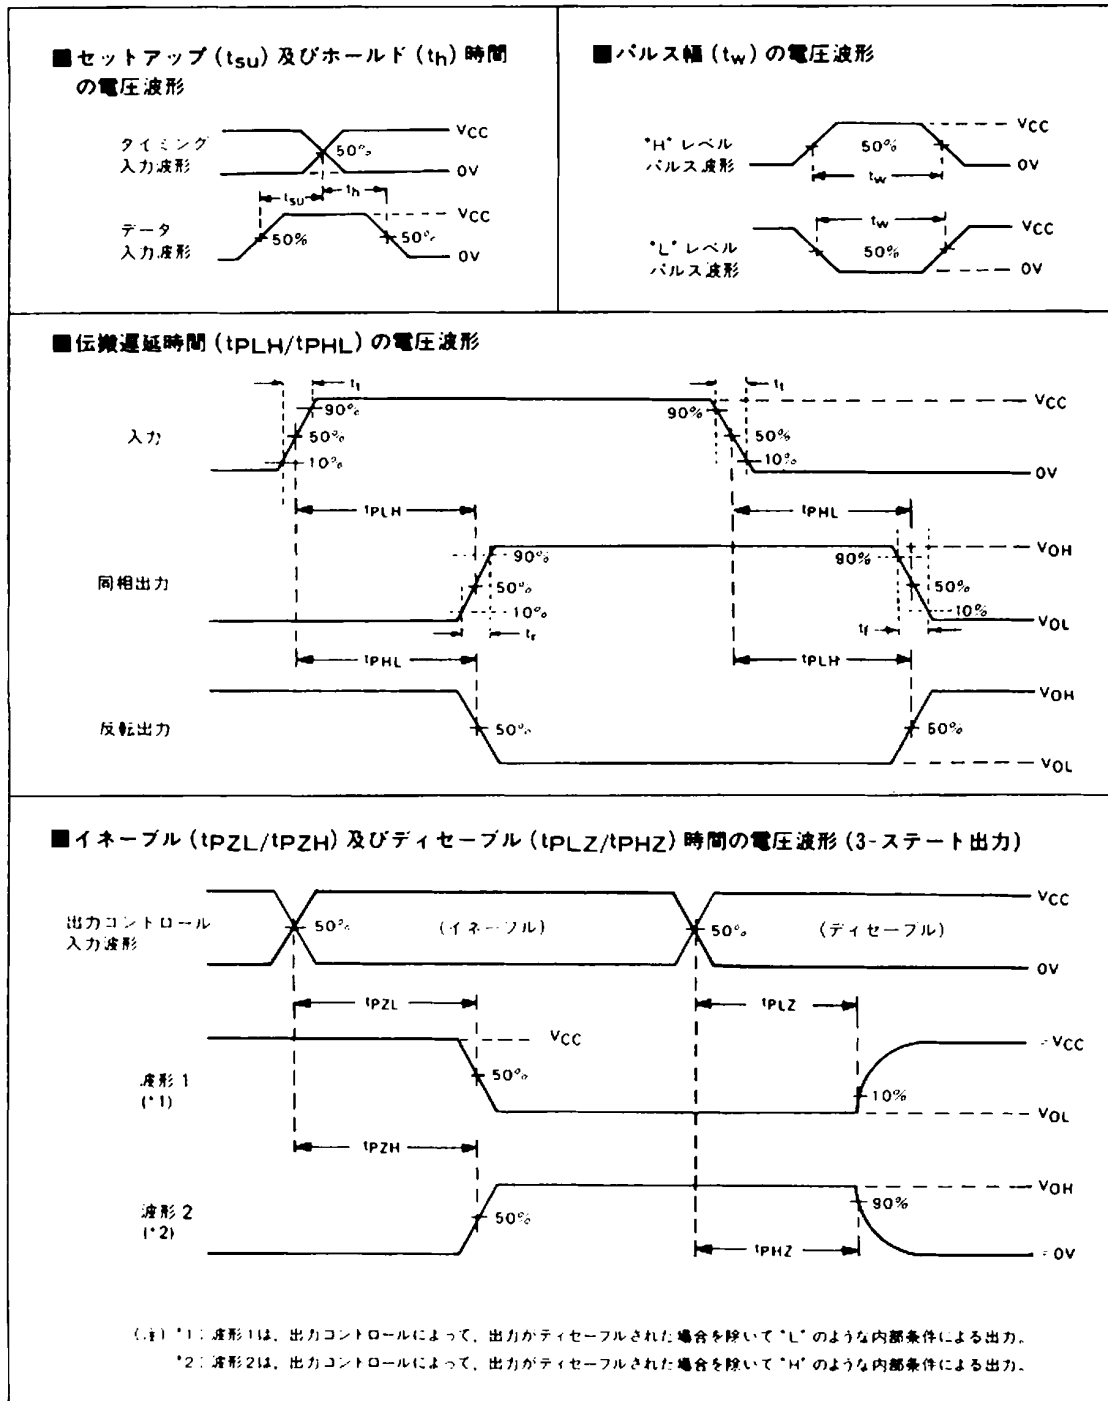 ■セットアップ (tsu) 及びホールド (th) 時間
の電圧波形
タイミング
入力波形
50%
VCC
0V
tsu
th
データ
入力波形
50%
50%
VCC
0V
■パルス幅 (tw) の電圧波形
"H" レベル
パルス波形
50%
tw
VCC
0V
"L" レベル
パルス波形
tw
50%
VCC
0V
■伝搬遅延時間 (tPLH/tPHL) の電圧波形
入力
tt
90%
50%
10%
tt
90%
50%
10%
VCC
0V
tPLH
tPHL
同相出力
90%
50%
10%
tr
90%
50%
10%
tf
VOH
VOL
tPHL
tPLH
反転出力
50%
50%
VOH
VOL
■イネーブル (tPZL/tPZH) 及びディセーブル (tPLZ/tPHZ) 時間の電圧波形 (3-ステート出力)
出力コントロール
入力波形
50%
(イネーブル)
50%
(ディセーブル)
VCC
0V
tPZL
tPLZ
波形1
(*1)
VCC
50%
10%
≈VCC
VOL
tPZH
波形2
(*2)
50%
90%
VOH
≈0V
tPHZ
(注) *1: 波形1は、出力コントロールによって、出力がディセーブルされた場合を除いて "L" のような内部条件による出力。
*2: 波形2は、出力コントロールによって、出力がディセーブルされた場合を除いて "H" のような内部条件による出力。